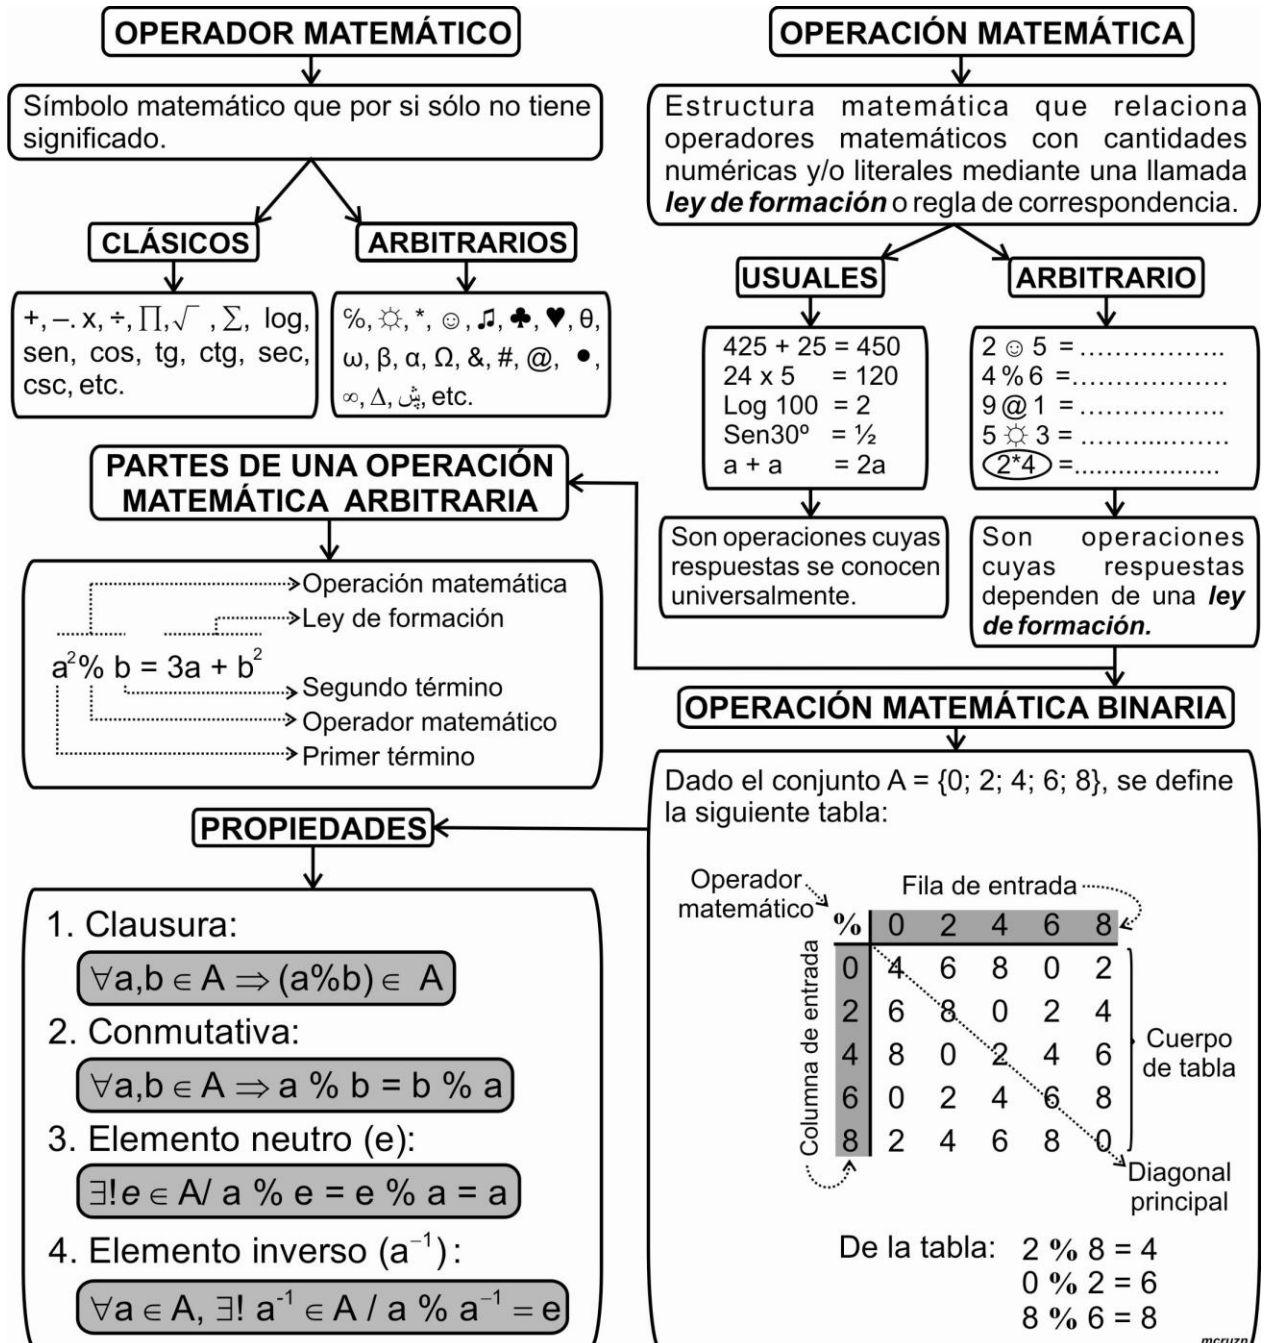 OPERADOR MATEMÁTICO
Símbolo matemático que por si sólo no tiene
significado.
CLÁSICOS
+, –. x, ÷, ∏,√ , ∑, log,
sen, cos, tg, ctg, sec,
csc, etc.
ARBITRARIOS
℅, ☼, *, ☺, ♫, ♣, ♥, θ,
ω, β, α, Ω, &, #, @, ●,
∞, Δ, etc.
OPERACIÓN MATEMÁTICA
Estructura matemática que relaciona
operadores matemáticos con cantidades
numéricas y/o literales mediante una llamada
ley de formación o regla de correspondencia.
USUALES
425 + 25 = 450
24 x 5 = 120
Log 100 = 2
Sen30º = ½
a + a = 2a
Son operaciones cuyas
respuestas se conocen
universalmente.
ARBITRARIO
2 ☺ 5 = ..................
4 % 6 =...................
9 @ 1 = ..................
5 ☼ 3 = ..................
2*4 =.....................
Son operaciones
cuyas respuestas
dependen de una ley
de formación.
PARTES DE UNA OPERACIÓN
MATEMÁTICA ARBITRARIA
Operación matemática
Ley de formación
a²% b = 3a + b²
Segundo término
Operador matemático
Primer término
OPERACIÓN MATEMÁTICA BINARIA
Dado el conjunto A = {0; 2; 4; 6; 8}, se define
la siguiente tabla:
Operador
matemático
Fila de entrada
Columna de entrada
% 0 2 4 6 8
0 4 6 8 0 2
2 6 8 0 2 4
4 8 0 2 4 6
6 0 2 4 6 8
8 2 4 6 8 0
Cuerpo
de tabla
Diagonal
principal
De la tabla: 2 % 8 = 4
0 % 2 = 6
8 % 6 = 8
mcruzn
PROPIEDADES
1. Clausura:
∀a,b ∈ A ⇒ (a%b) ∈ A
2. Conmutativa:
∀a,b ∈ A ⇒ a % b = b % a
3. Elemento neutro (e):
∃!e ∈ A/ a % e = e % a = a
4. Elemento inverso (a⁻¹) :
∀a ∈ A, ∃! a⁻¹ ∈ A / a % a⁻¹ = e